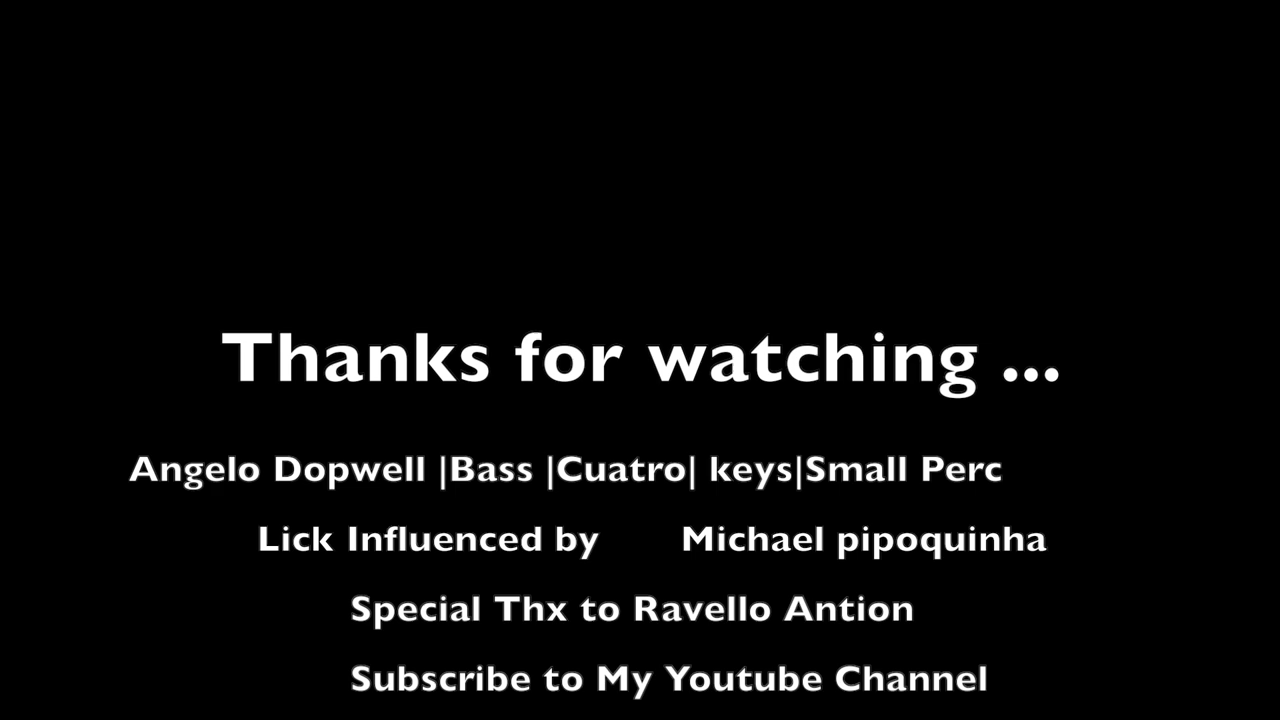 Thanks for watching ...
Angelo Dopwell |Bass |Cuatro| keys|Small Perc
Lick Influenced by Michael pipoquinha
Special Thx to Ravello Antion
Subscribe to My Youtube Channel